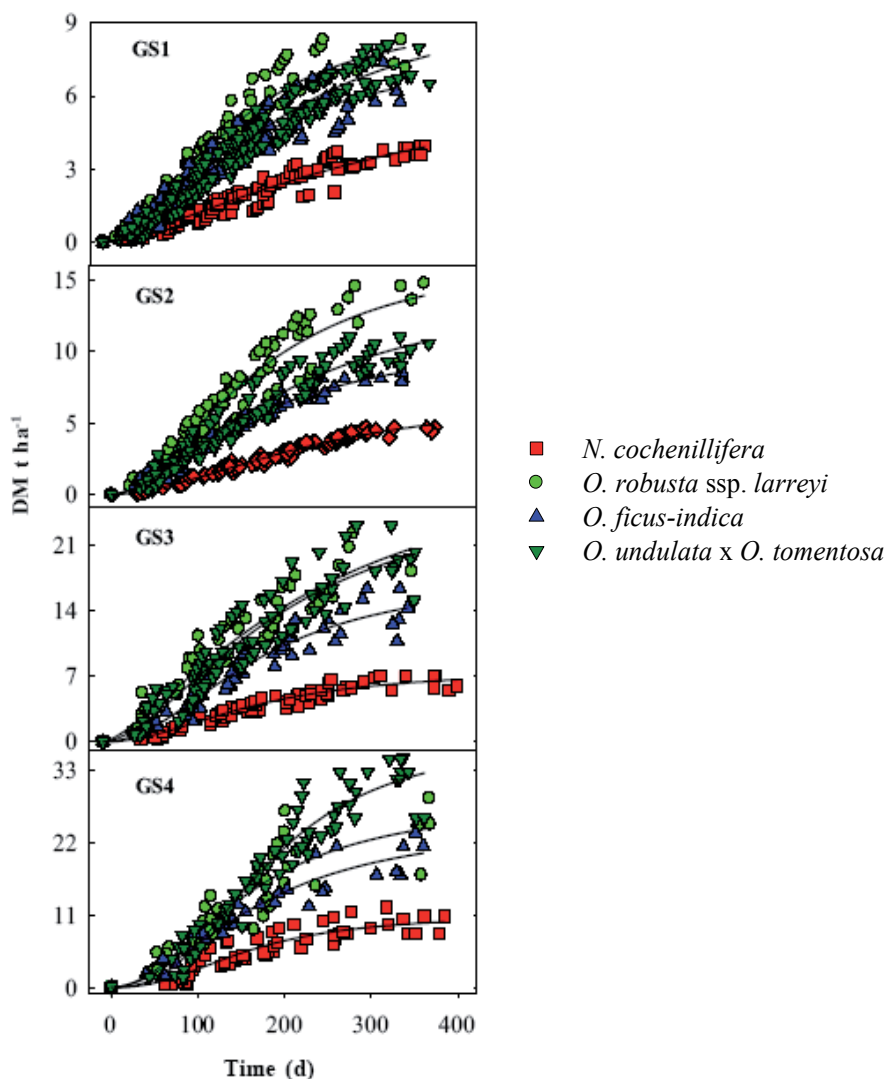 9
GS1
6
3
0
15
GS2
10
5
0
DM t ha⁻¹
N. cochenillifera
O. robusta ssp. larreyi
O. ficus-indica
O. undulata x O. tomentosa
GS3
21
14
7
0
GS4
33
22
11
0
0 100 200 300 400
Time (d)